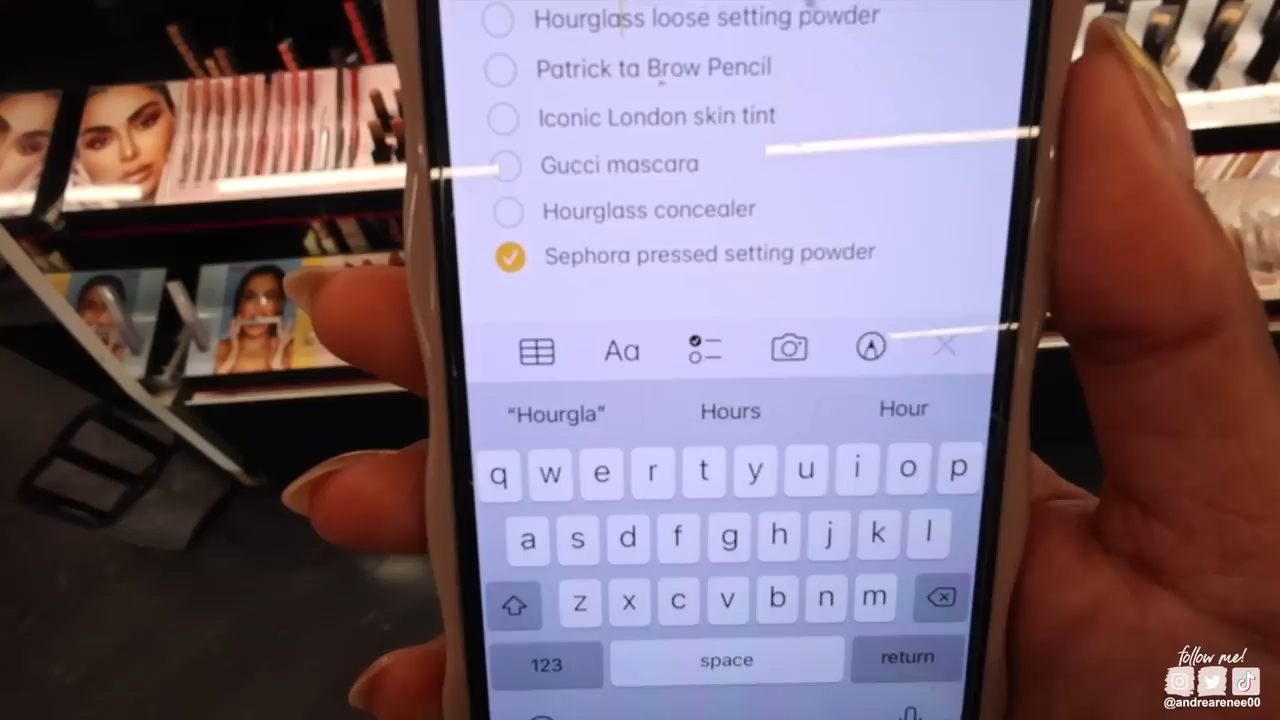 Hourglass loose setting powder
Patrick ta Brow Pencil
Iconic London skin tint
Gucci mascara
Hourglass concealer
Sephora pressed setting powder
Aa
"Hourgla" Hours Hour
q w e r t y u i o p
a s d f g h j k l
z x c v b n m
123 space return
follow me!
@andrearenee00